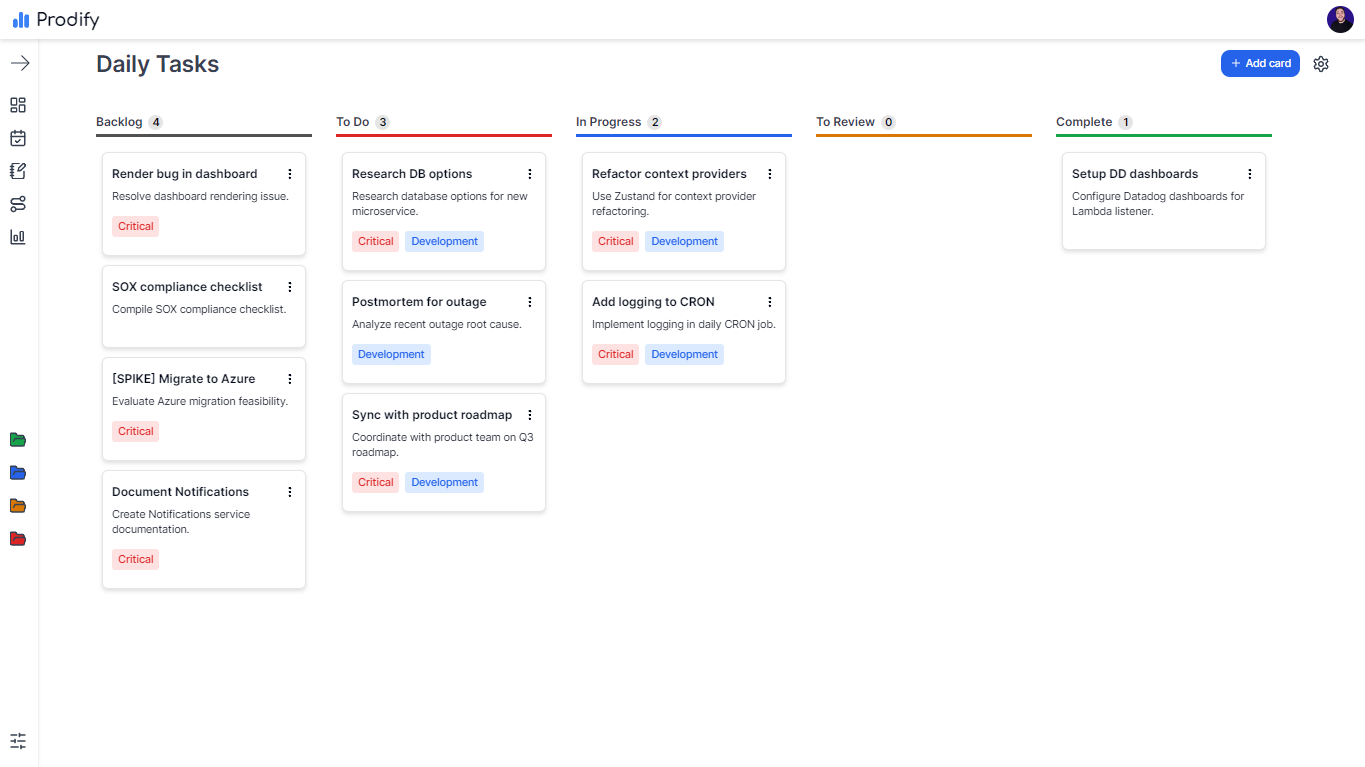 Prodify
Daily Tasks
+ Add card
Backlog 4
Render bug in dashboard
Resolve dashboard rendering issue.
Critical
SOX compliance checklist
Compile SOX compliance checklist.
[SPIKE] Migrate to Azure
Evaluate Azure migration feasibility.
Critical
Document Notifications
Create Notifications service
documentation.
Critical
To Do 3
Research DB options
Research database options for new
microservice.
Critical Development
Postmortem for outage
Analyze recent outage root cause.
Development
Sync with product roadmap
Coordinate with product team on Q3
roadmap.
Critical Development
In Progress 2
Refactor context providers
Use Zustand for context provider
refactoring.
Critical Development
Add logging to CRON
Implement logging in daily CRON job.
Critical Development
To Review 0
Complete 1
Setup DD dashboards
Configure Datadog dashboards for
Lambda listener.